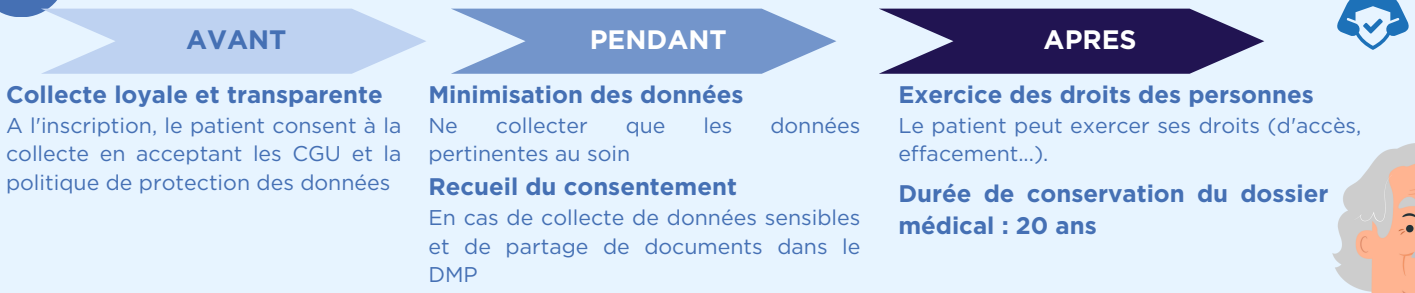 AVANT
Collecte loyale et transparente
A l'inscription, le patient consent à la
collecte en acceptant les CGU et la
politique de protection des données
PENDANT
Minimisation des données
Ne collecter que les données
pertinentes au soin
Recueil du consentement
En cas de collecte de données sensibles
et de partage de documents dans le
DMP
APRES
Exercice des droits des personnes
Le patient peut exercer ses droits (d'accès,
effacement...).
Durée de conservation du dossier
médical : 20 ans